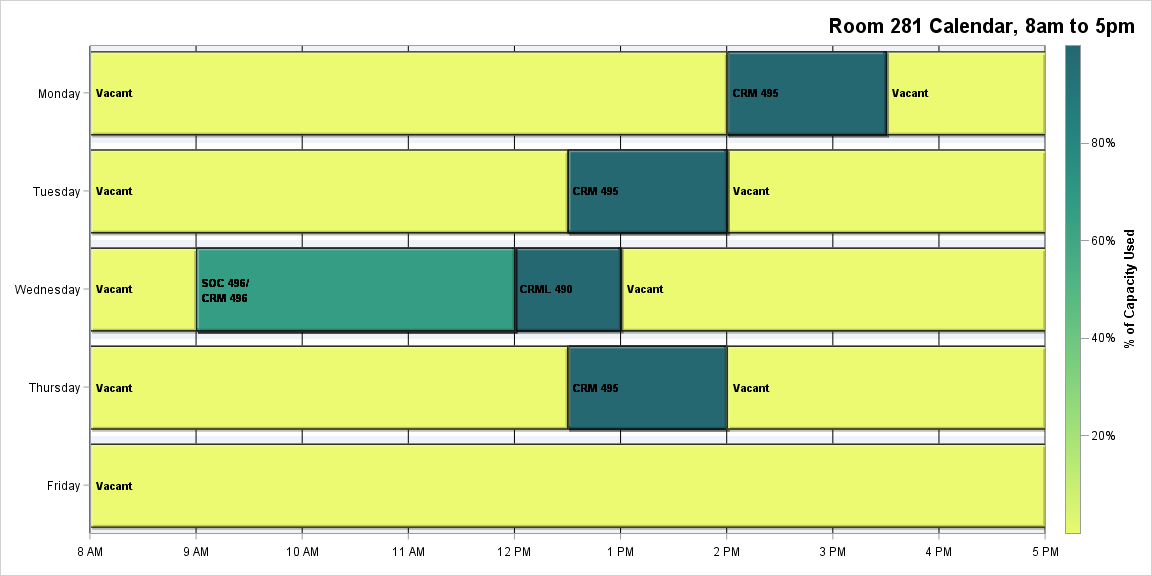 Room 281 Calendar, 8am to 5pm
Monday
Vacant
CRM 495
Vacant
80%
Tuesday
Vacant
CRM 495
Vacant
60%
% of Capacity Used
Wednesday
Vacant
SOC 496/
CRM 496
CRML 490
Vacant
40%
Thursday
Vacant
CRM 495
Vacant
20%
Friday
Vacant
8 AM
9 AM
10 AM
11 AM
12 PM
1 PM
2 PM
3 PM
4 PM
5 PM